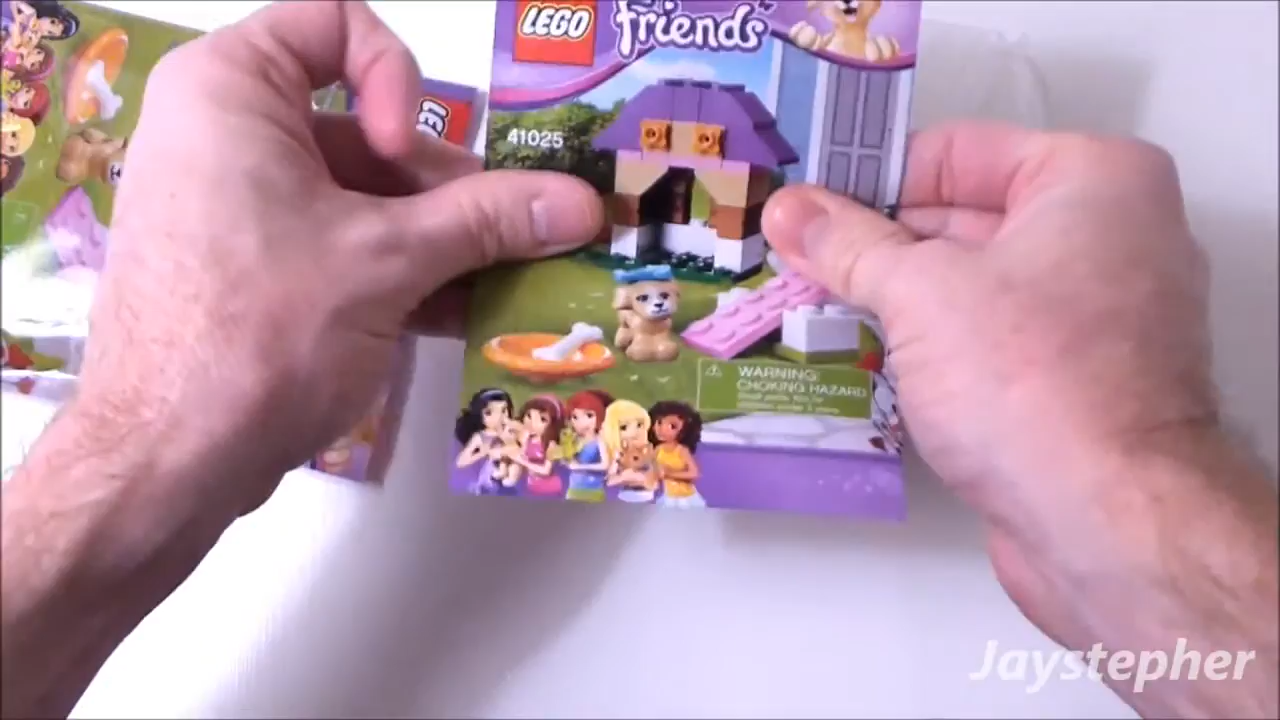 LEGO
friends
41025
WARNING:
CHOKING HAZARD
Jaystepher